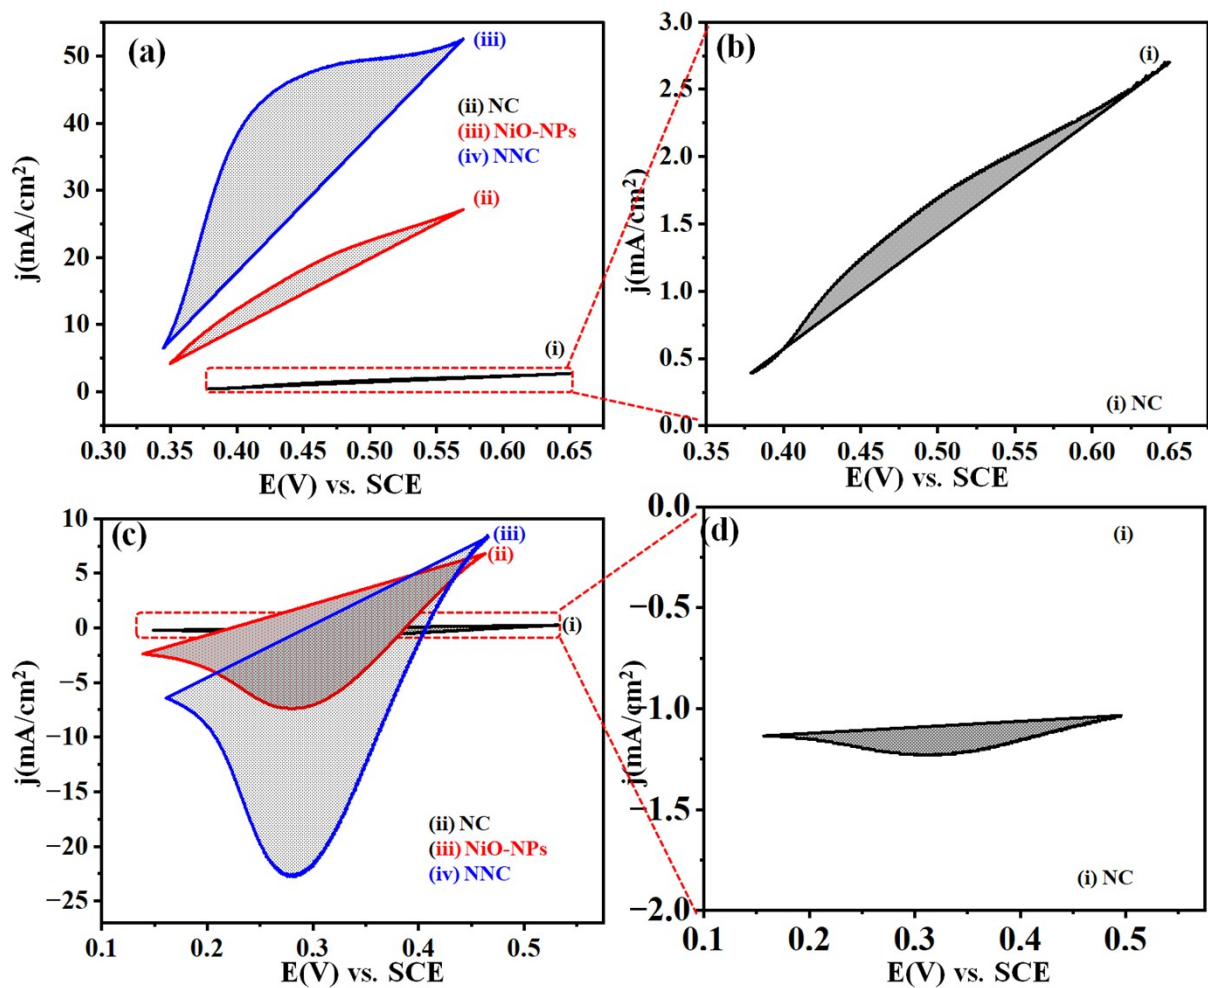 (a)
(iii)
(ii) NC
(iii) NiO-NPs
(iv) NNC
(ii)
(i)
j(mA/cm²)
50
40
30
20
10
0
0.30 0.35 0.40 0.45 0.50 0.55 0.60 0.65
E(V) vs. SCE
(b)
(i)
j(mA/cm²)
3.0
2.5
2.0
1.5
1.0
0.5
0.0
(i) NC
0.35 0.40 0.45 0.50 0.55 0.60 0.65
E(V) vs. SCE
(c)
(iii)
(ii)
(i)
j(mA/cm²)
10
5
0
−5
−10
−15
−20
−25
(ii) NC
(iii) NiO-NPs
(iv) NNC
0.1 0.2 0.3 0.4 0.5
E(V) vs. SCE
(d)
(i)
j(mA/cm²)
0.0
−0.5
−1.0
−1.5
−2.0
(i) NC
0.1 0.2 0.3 0.4 0.5
E(V) vs. SCE